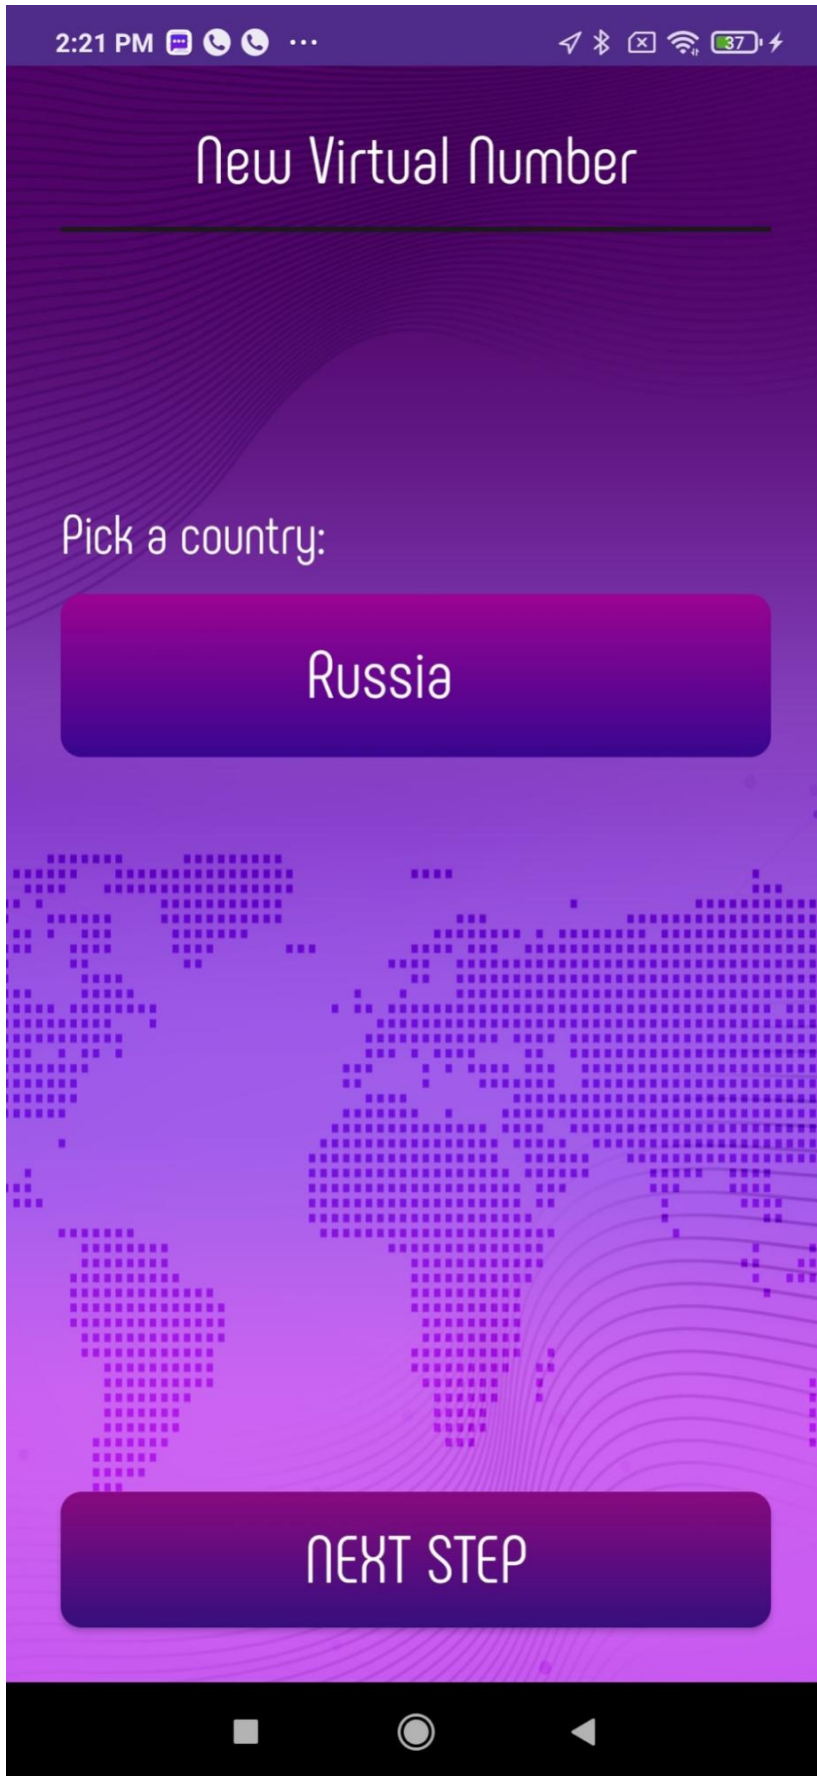 2:21 PM
37
New Virtual Number
Pick a country:
Russia
NEXT STEP